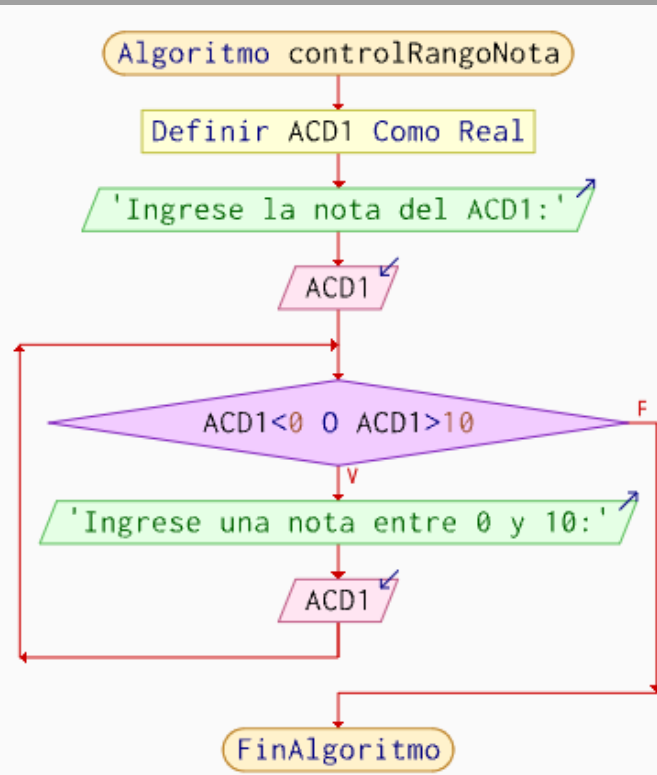 Algoritmo controlRangoNota
Definir ACD1 Como Real
'Ingrese la nota del ACD1:'
ACD1
ACD1<0 O ACD1>10
F
V
'Ingrese una nota entre 0 y 10:'
ACD1
FinAlgoritmo